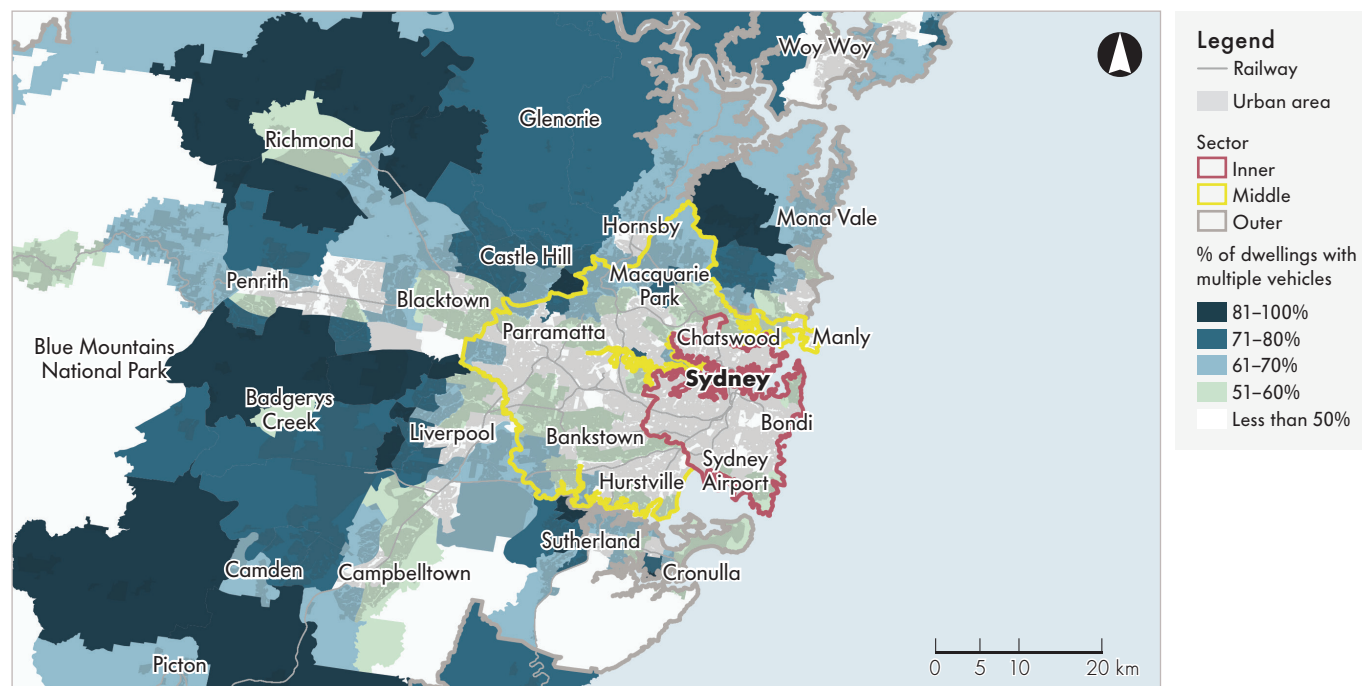 Woy Woy
Glenorie
Richmond
Mona Vale
Hornsby
Castle Hill
Macquarie
Park
Penrith
Blacktown
Parramatta
Chatswood
Manly
Blue Mountains
National Park
Sydney
Badgerys
Creek
Liverpool
Bankstown
Bondi
Sydney
Airport
Hurstville
Sutherland
Camden
Campbelltown
Cronulla
Picton
0 5 10 20 km
Legend
Railway
Urban area
Sector
Inner
Middle
Outer
% of dwellings with
multiple vehicles
81–100%
71–80%
61–70%
51–60%
Less than 50%